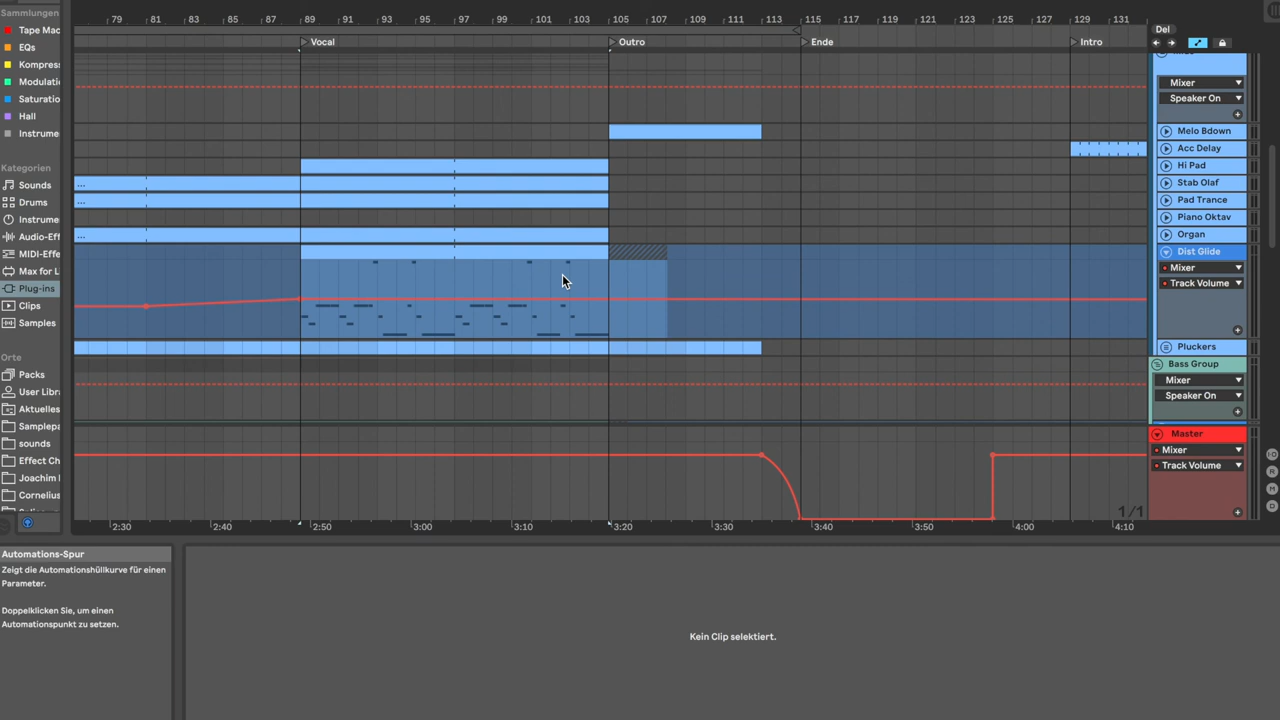 Sammlungen
Tape Mac
EQs
Kompres
Modulati
Saturatio
Hall
Instrume
Kategorien
Sounds
Drums
Instrume
Audio-Eff
MIDI-Effe
Max for L
Plug-ins
Clips
Samples
Orte
Packs
User Libr
Aktuelles
Samplepa
sounds
Effect Ch
Joachim I
Cornelius
79 81 83 85 87 89 91 93 95 97 99 101 103 105 107 109 111 113 115 117 119 121 123 125 127 129 131
Vocal Outro Ende Intro
...
...
...
2:30 2:40 2:50 3:00 3:10 3:20 3:30 3:40 3:50 4:00 4:10
1/1
Del
Mixer
Speaker On
Melo Bdown
Acc Delay
Hi Pad
Stab Olaf
Pad Trance
Piano Oktav
Organ
Dist Glide
Mixer
Track Volume
Pluckers
Bass Group
Mixer
Speaker On
Master
Mixer
Track Volume
R
M
D
Automations-Spur
Zeigt die Automationshüllkurve für einen
Parameter.
Doppelklicken Sie, um einen
Automationspunkt zu setzen.
Kein Clip selektiert.